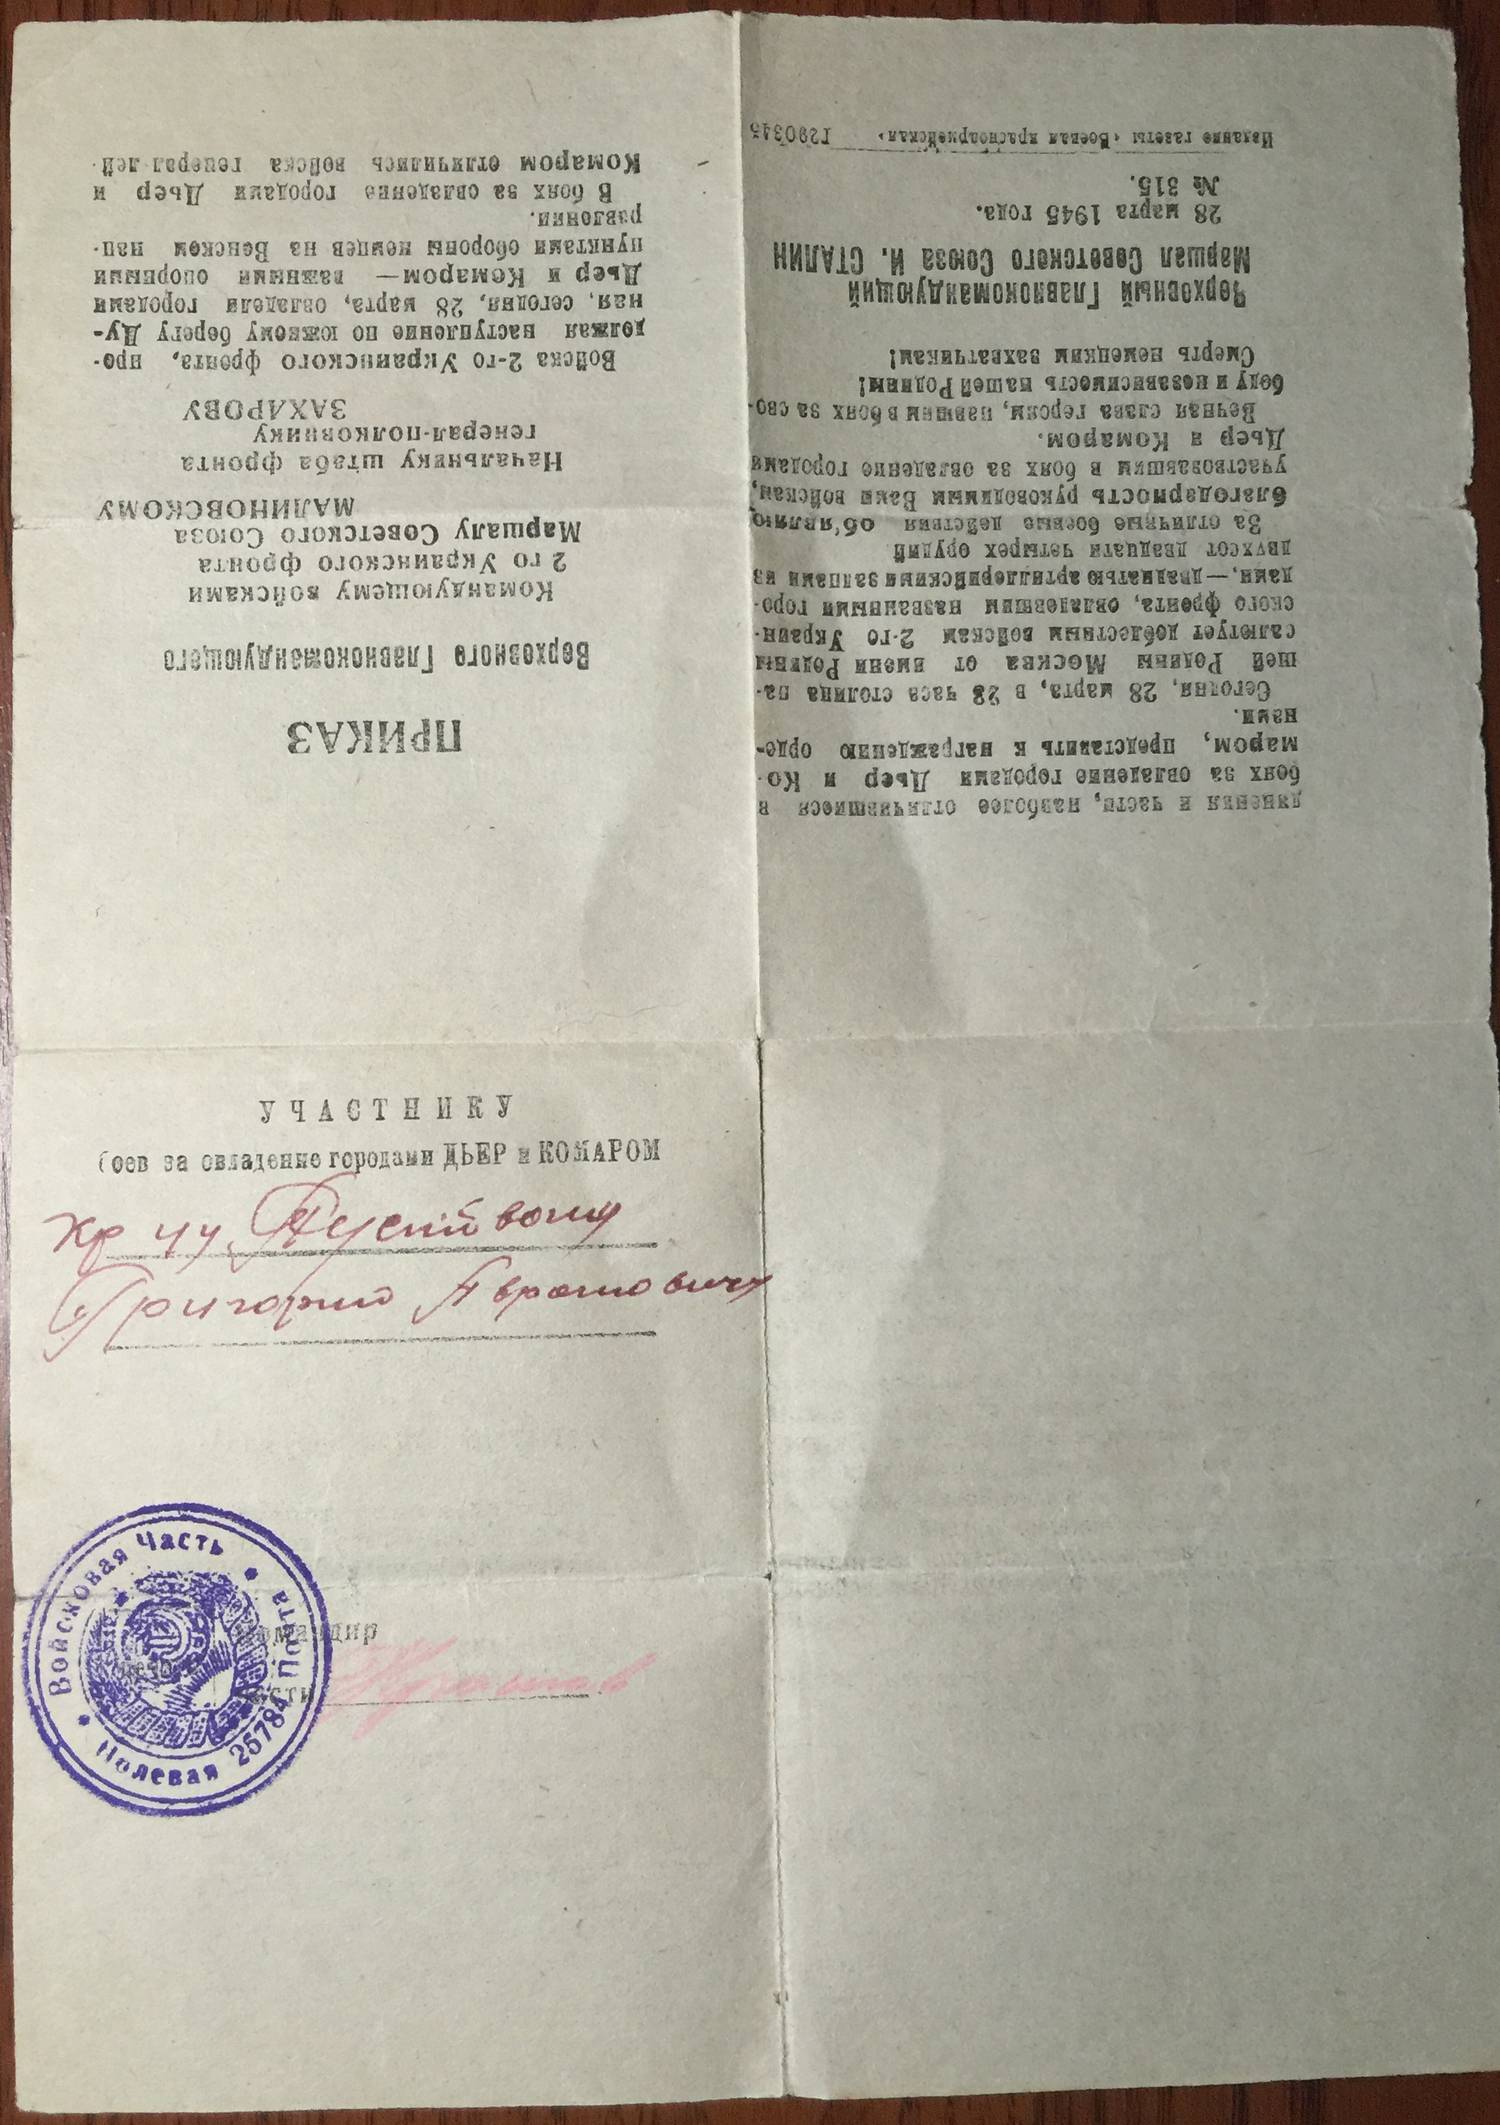 ПРИКАЗ
Верховного Главнокомандующего
Командующему войсками
2 го Украинского фронта
Маршалу Советского Союза
МАЛИНОВСКОМУ
Начальнику штаба фронта
генерал-полковнику
ЗАХАРОВУ
Войска 2-го Украинского фронта, про-
должая наступление по южному берегу Ду-
ная, сегодня, 28 марта, овладели городами
Дьер и Комаром — важными опорными
пунктами обороны немцев на Венском нап-
равлении.
В боях за овладение городами Дьер и
Комаром отличились войска генерал-лей-
динения и части, наиболее отличившиеся в
боях за овладение городами Дьер и Ко-
маром, представить к награждению орде-
нами.
Сегодня, 28 марта, в 23 часа столица на-
шей Родины Москва от имени Родины
салютует доблестным войскам 2-го Украин-
ского фронта, овладевшим названными горо-
дами,—двадцатью артиллерийскими залпами из
двухсот двадцати четырех орудий
За отличные боевые действия об'являю
благодарность руководимым Вами войскам,
участвовавшим в боях за овладение городами
Дьер и Комаром.
Вечная слава героям, павшим в боях за сво-
боду и независимость нашей Родины!
Смерть немецким захватчикам!
Верховный Главнокомандующий
Маршал Советского Союза И. СТАЛИН
28 марта 1945 года.
№ 315.
Издание газеты «Боевая красноармейская» Г290345
УЧАСТНИКУ
боев за овладение городами ДЬЕР и КОМАРОМ
Григорию Аврамовичу
Командир
части
Войсковая Часть
Полевая Почта 25784